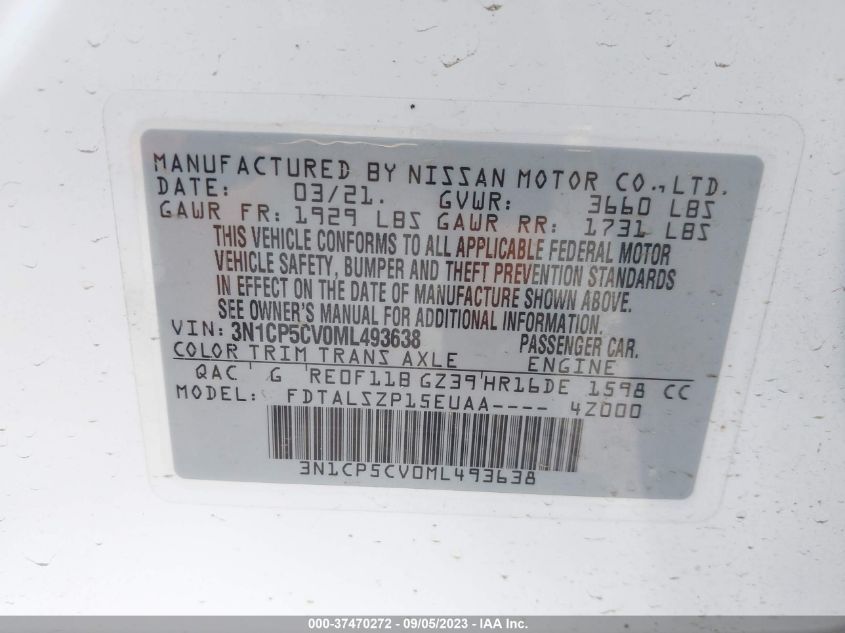 MANUFACTURED BY NISSAN MOTOR CO., LTD.
DATE: 03/21. GVWR: 3660 LBS
GAWR FR: 1929 LBS GAWR RR: 1731 LBS
THIS VEHICLE CONFORMS TO ALL APPLICABLE FEDERAL MOTOR
VEHICLE SAFETY, BUMPER AND THEFT PREVENTION STANDARDS
IN EFFECT ON THE DATE OF MANUFACTURE SHOWN ABOVE.
SEE OWNER'S MANUAL FOR ADDITIONAL INFORMATION.
VIN: 3N1CP5CV0ML493638 PASSENGER CAR.
COLOR TRIM TRANS AXLE ENGINE
QAC G RE0F11B GZ39 HR16DE 1598 CC
MODEL: FDTALSZP15EUAA---- 4Z000
3N1CP5CV0ML493638
000-37470272 - 09/05/2023 - IAA Inc.